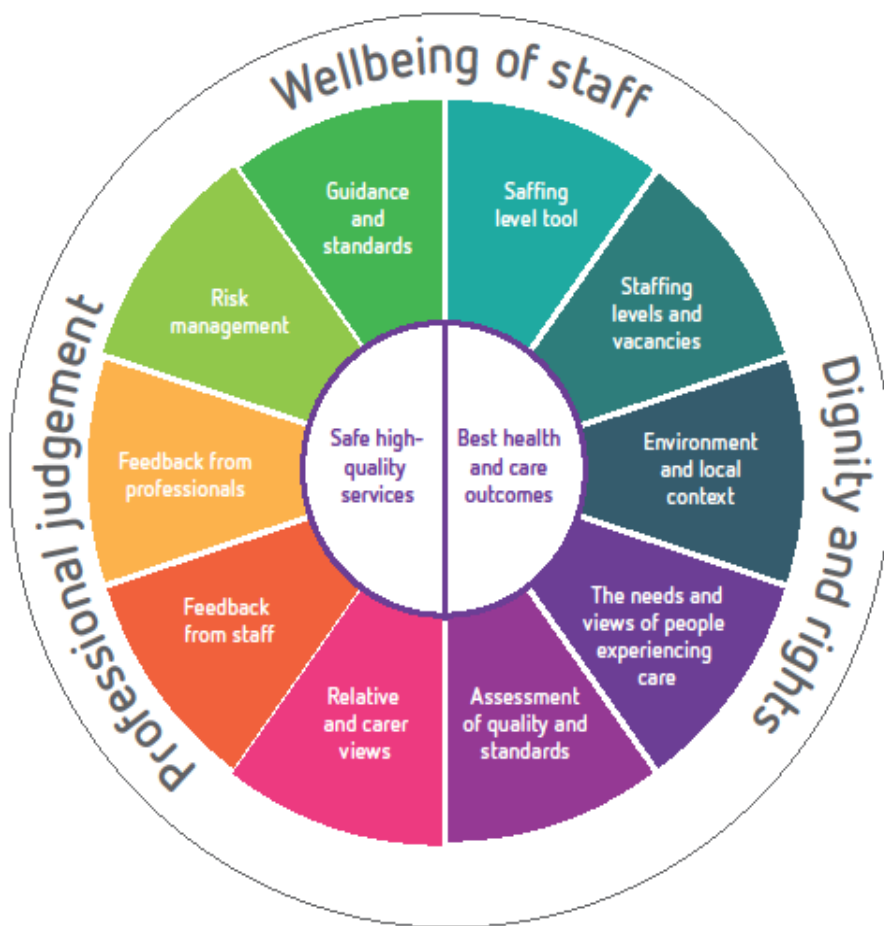 Wellbeing of staff
Dignity and rights
Professional judgement
Saffing
level tool
Staffing
levels and
vacancies
Environment
and local
context
The needs and
views of people
experiencing
care
Assessment
of quality and
standards
Relative
and carer
views
Feedback
from staff
Feedback from
professionals
Risk
management
Guidance
and
standards
Safe high-
quality
services
Best health
and care
outcomes